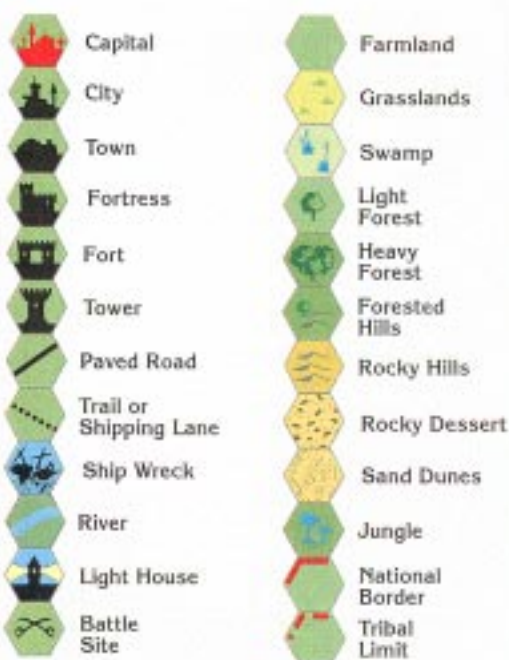 Capital
City
Town
Fortress
Fort
Tower
Paved Road
Trail or
Shipping Lane
Ship Wreck
River
Light House
Battle
Site
Farmland
Grasslands
Swamp
Light
Forest
Heavy
Forest
Forested
Hills
Rocky Hills
Rocky Dessert
Sand Dunes
Jungle
National
Border
Tribal
Limit